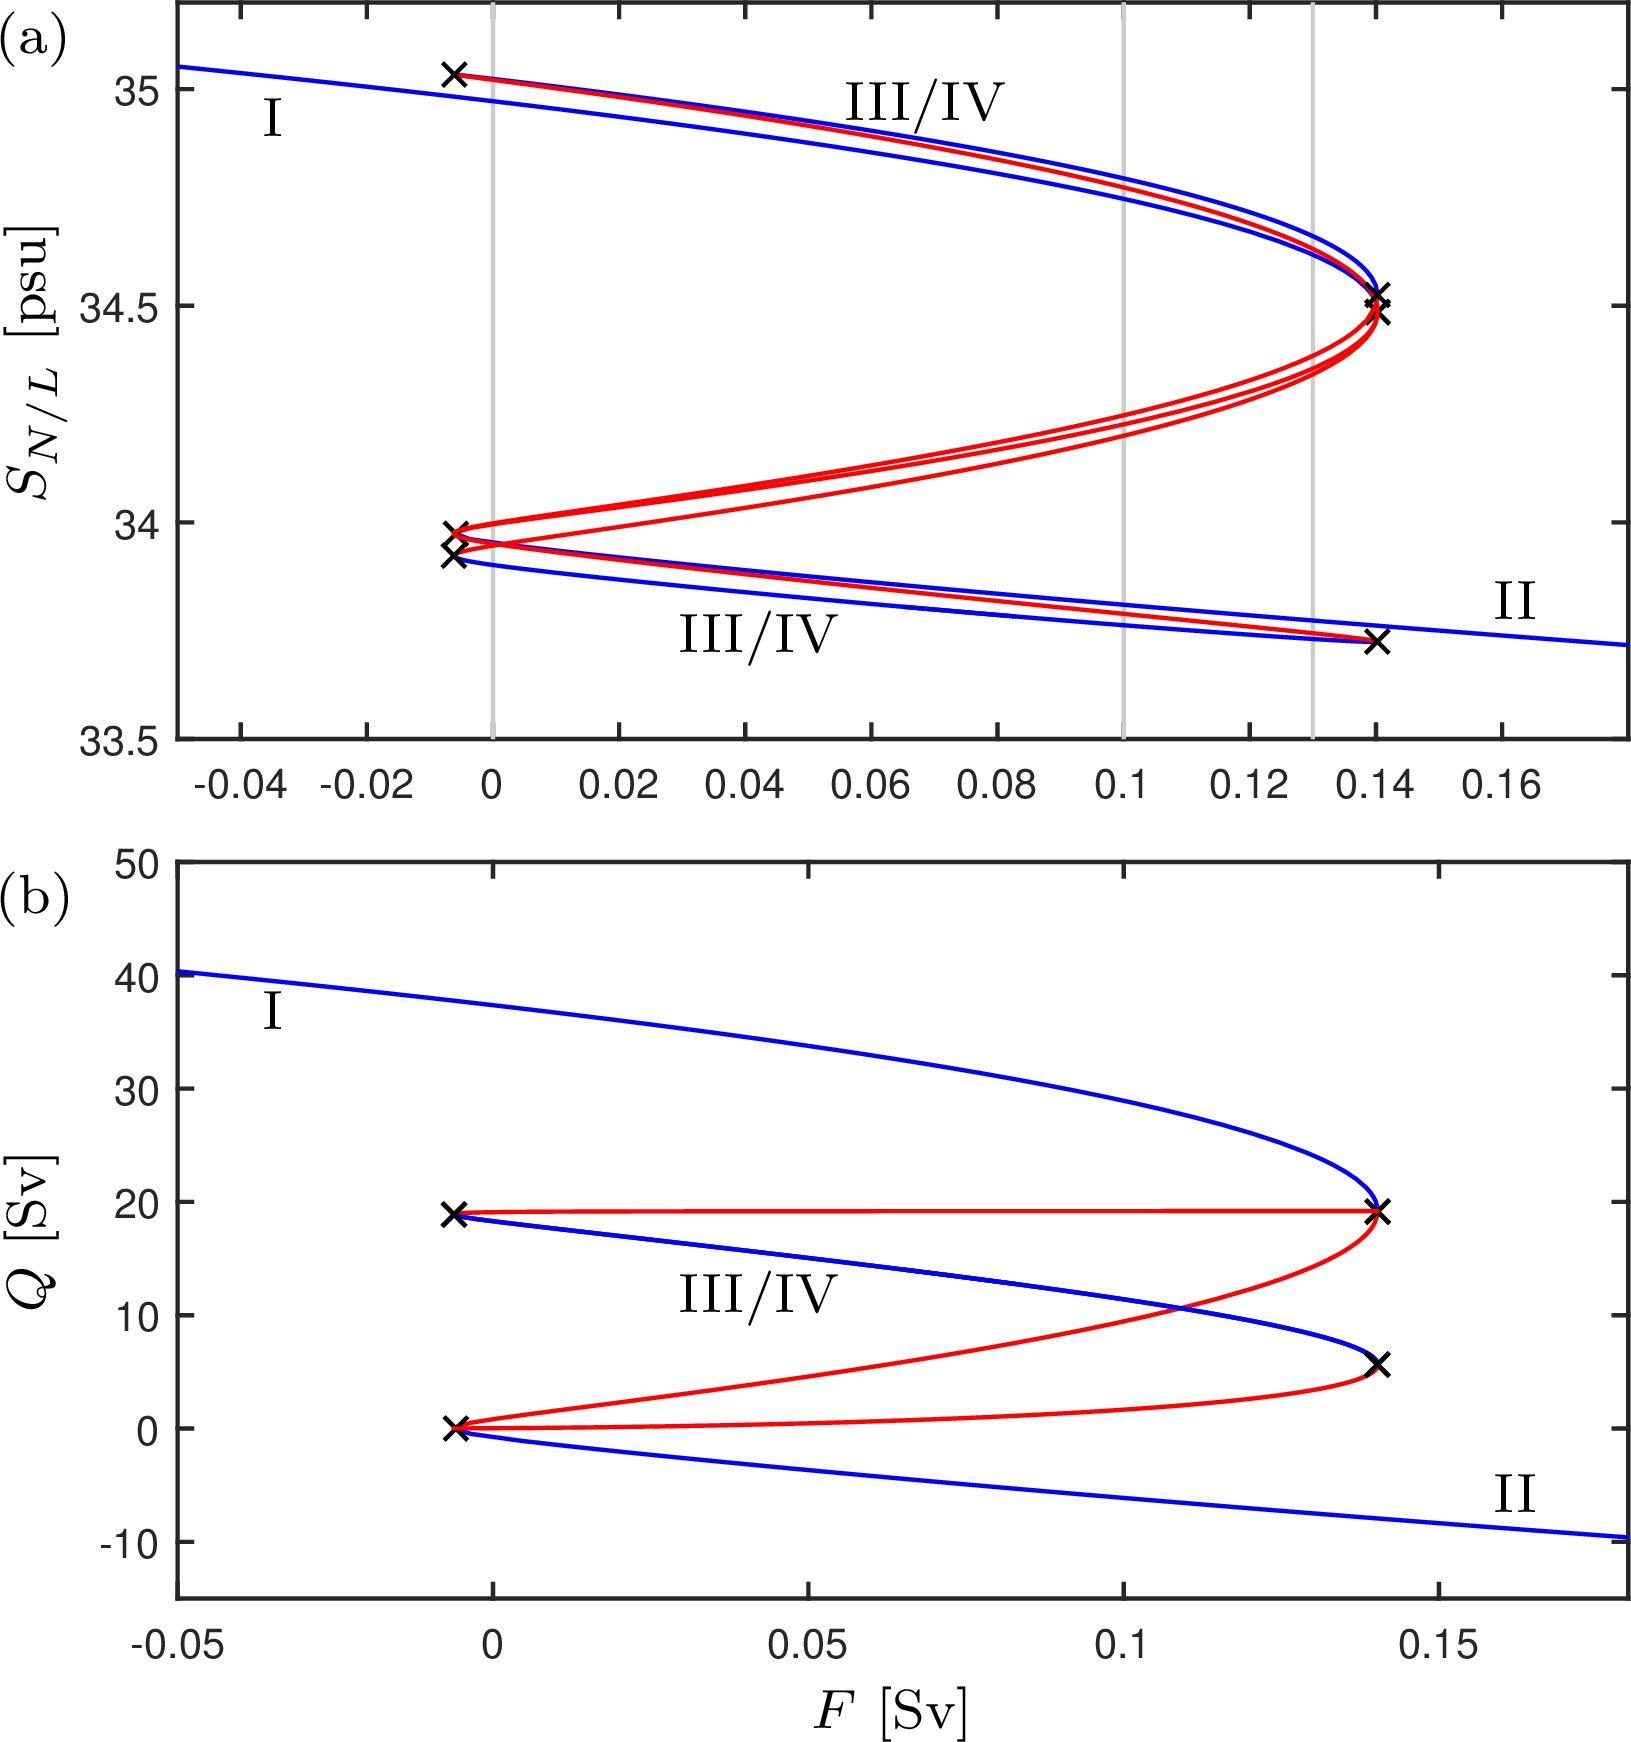 (a)
S_{N/L} [psu]
35
34.5
34
33.5
I
III/IV
III/IV
II
-0.04 -0.02 0 0.02 0.04 0.06 0.08 0.1 0.12 0.14 0.16
(b)
Q [Sv]
50
40
30
20
10
0
-10
I
III/IV
II
-0.05 0 0.05 0.1 0.15
F [Sv]